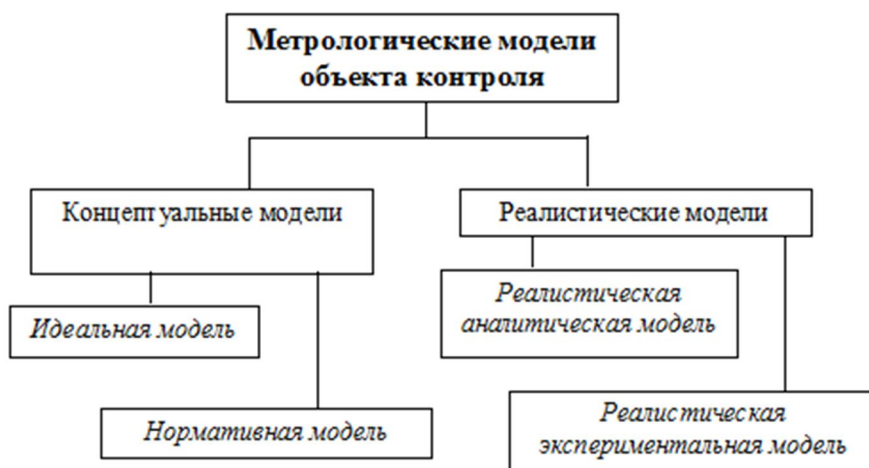 Метрологические модели
объекта контроля
Концептуальные модели
Реалистические модели
Идеальная модель
Реалистическая
аналитическая модель
Нормативная модель
Реалистическая
экспериментальная модель